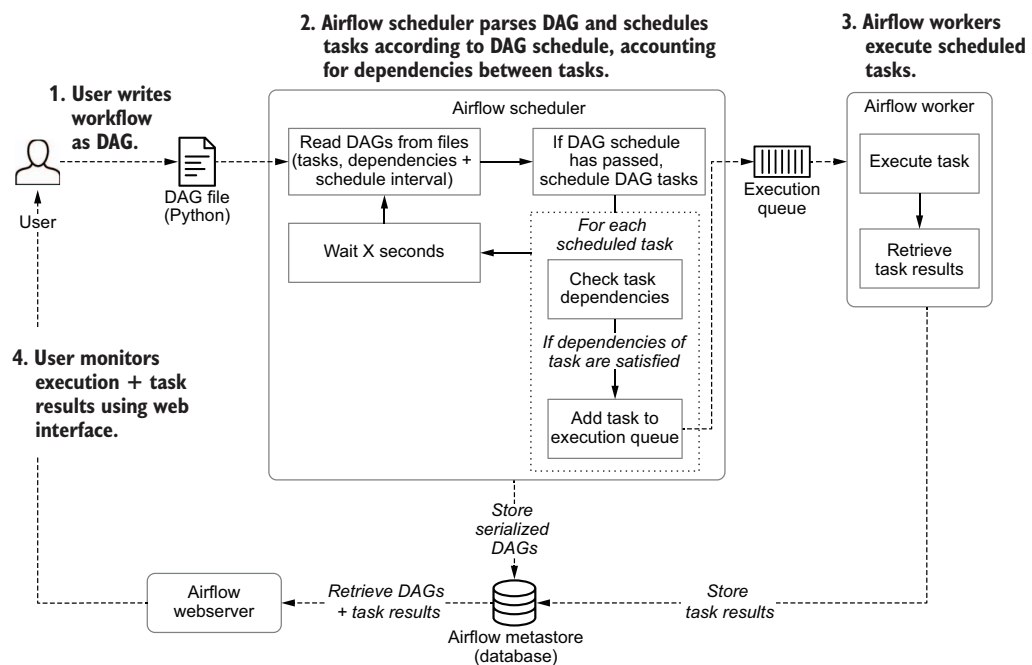 2. Airflow scheduler parses DAG and schedules
tasks according to DAG schedule, accounting
for dependencies between tasks.
3. Airflow workers
execute scheduled
tasks.
1. User writes
workflow
as DAG.
User
DAG file
(Python)
Airflow scheduler
Read DAGs from files
(tasks, dependencies +
schedule interval)
If DAG schedule
has passed,
schedule DAG tasks
Wait X seconds
For each
scheduled task
Check task
dependencies
If dependencies of
task are satisfied
Add task to
execution queue
Execution
queue
Airflow worker
Execute task
Retrieve
task results
4. User monitors
execution + task
results using web
interface.
Store
serialized
DAGs
Airflow
webserver
Retrieve DAGs
+ task results
Airflow metastore
(database)
Store
task results